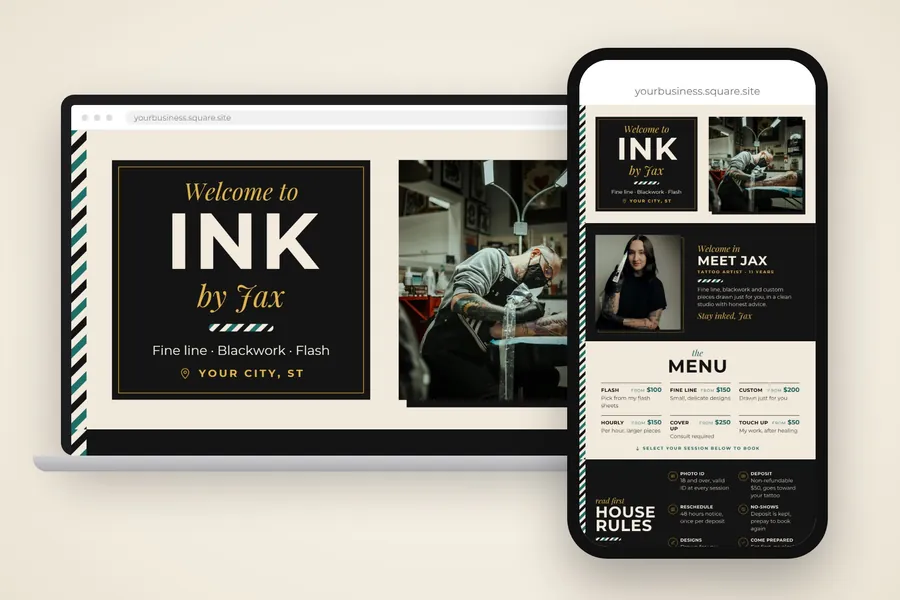 yourbusiness.square.site
Welcome to
INK
by Jax
Fine line · Blackwork · Flash
YOUR CITY, ST
yourbusiness.square.site
Welcome to
INK
by Jax
Fine line · Blackwork · Flash
YOUR CITY, ST
Welcome in
MEET JAX
TATTOO ARTIST · 11 YEARS
Fine line, blackwork and custom
pieces drawn just for you, in a clean
studio with honest advice.
Stay inked, Jax
the
MENU
FLASH FROM $100
Pick from my flash
sheets
FINE LINE FROM $150
Small, delicate designs
CUSTOM FROM $200
Drawn just for you
HOURLY FROM $150
Per hour, larger pieces
COVER UP FROM $250
Consult required
TOUCH UP FROM $50
My work, after healing
↓ SELECT YOUR SESSION BELOW TO BOOK
read first
HOUSE
RULES
PHOTO ID
18 and over, valid
ID at every session
DEPOSIT
Non-refundable
$50, goes toward
your tattoo
RESCHEDULE
48 hours notice,
once per deposit
NO-SHOWS
Deposit is kept,
prepay to book
again
DESIGNS
COME PREPARED